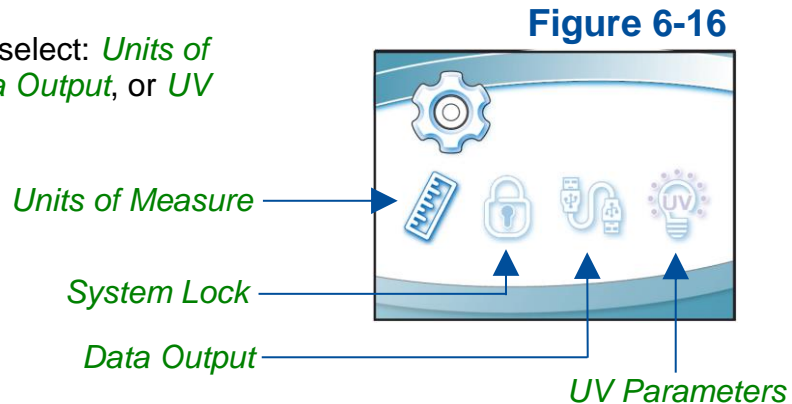 Figure 6-16
select: Units of
a Output, or UV
Units of Measure
UV
System Lock
Data Output
UV Parameters